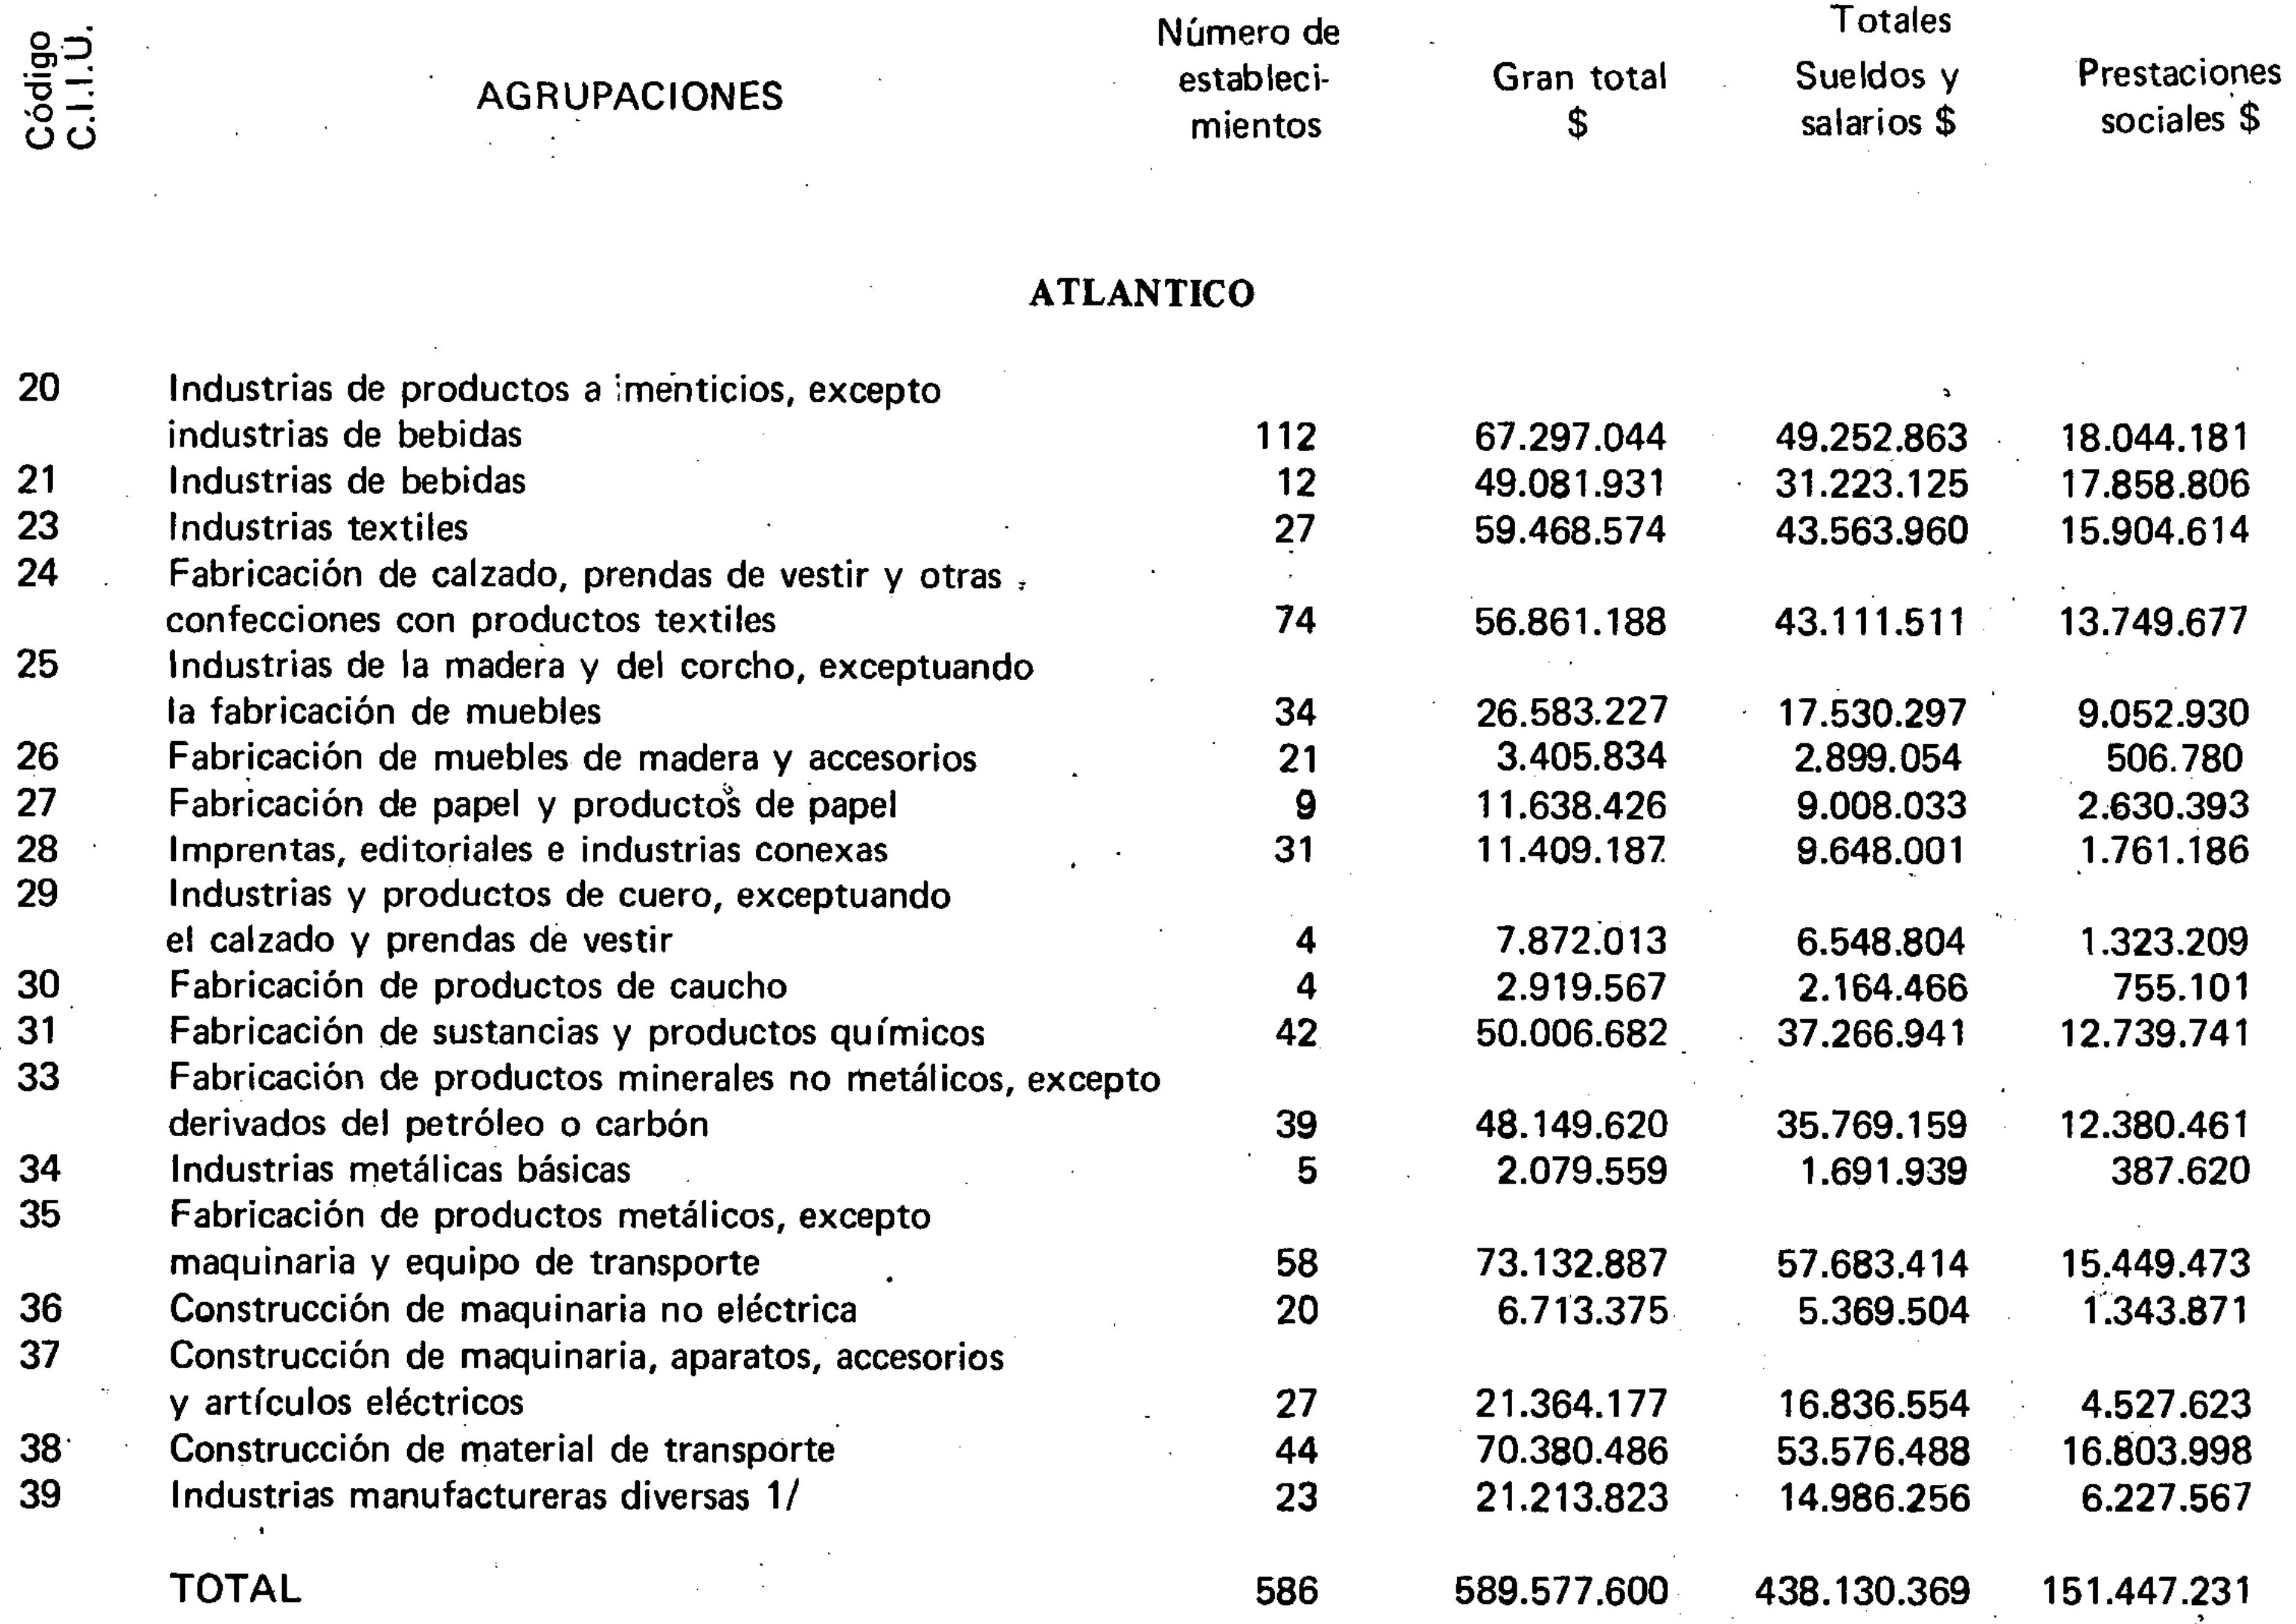 Código C.I.I.U.
AGRUPACIONES
Número de estableci- mientos
Gran total $
Totales
Sueldos y salarios $
Prestaciones sociales $
ATLANTICO
20 Industrias de productos a imenticios, excepto
industrias de bebidas 112 67.297.044 49.252.863 18.044.181
21 Industrias de bebidas 12 49.081.931 31.223.125 17.858.806
23 Industrias textiles 27 59.468.574 43.563.960 15.904.614
24 Fabricación de calzado, prendas de vestir y otras
confecciones con productos textiles 74 56.861.188 43.111.511 13.749.677
25 Industrias de la madera y del corcho, exceptuando
la fabricación de muebles 34 26.583.227 17.530.297 9.052.930
26 Fabricación de muebles de madera y accesorios 21 3.405.834 2.899.054 506.780
27 Fabricación de papel y productos de papel 9 11.638.426 9.008.033 2.630.393
28 Imprentas, editoriales e industrias conexas 31 11.409.187 9.648.001 1.761.186
29 Industrias y productos de cuero, exceptuando
el calzado y prendas de vestir 4 7.872.013 6.548.804 1.323.209
30 Fabricación de productos de caucho 4 2.919.567 2.164.466 755.101
31 Fabricación de sustancias y productos químicos 42 50.006.682 37.266.941 12.739.741
33 Fabricación de productos minerales no metálicos, excepto
derivados del petróleo o carbón 39 48.149.620 35.769.159 12.380.461
34 Industrias metálicas básicas 5 2.079.559 1.691.939 387.620
35 Fabricación de productos metálicos, excepto
maquinaria y equipo de transporte 58 73.132.887 57.683.414 15.449.473
36 Construcción de maquinaria no eléctrica 20 6.713.375 5.369.504 1.343.871
37 Construcción de maquinaria, aparatos, accesorios
y artículos eléctricos 27 21.364.177 16.836.554 4.527.623
38 Construcción de material de transporte 44 70.380.486 53.576.488 16.803.998
39 Industrias manufactureras diversas 1/ 23 21.213.823 14.986.256 6.227.567
TOTAL 586 589.577.600 438.130.369 151.447.231